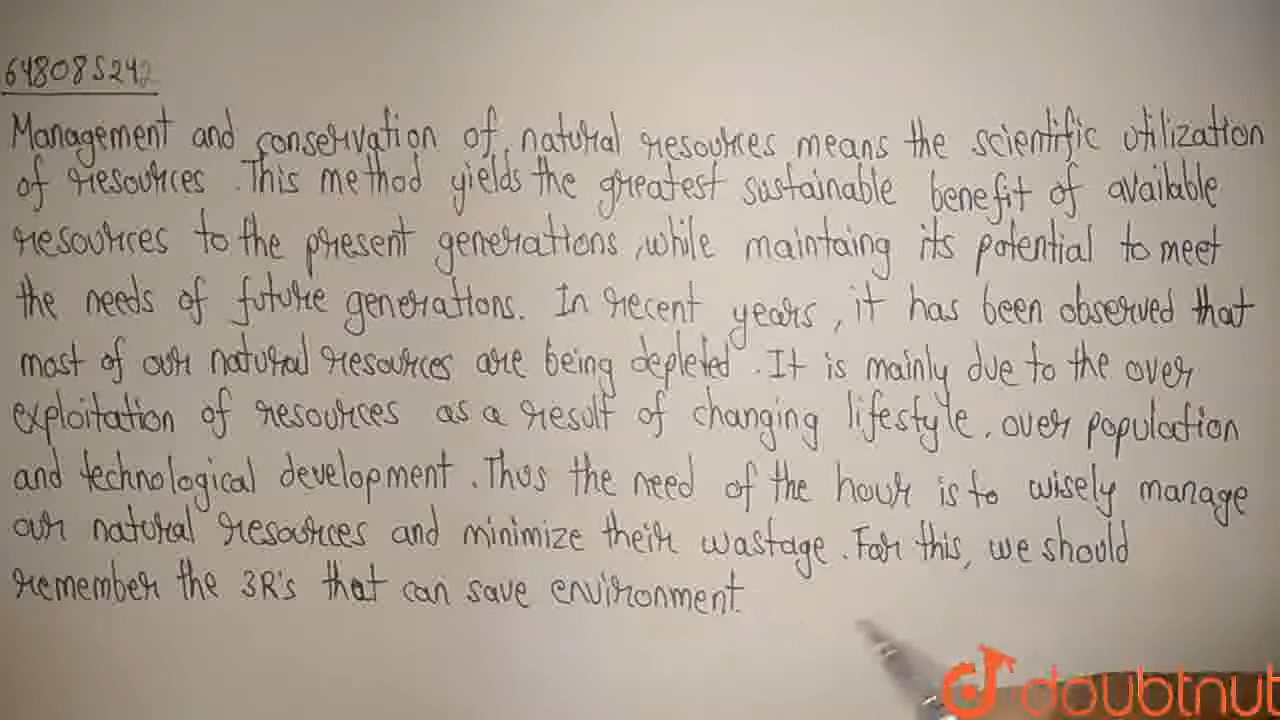 648085242
Management and conservation of natural resources means the scientific utilization
of resources. This method yields the greatest sustainable benefit of available
resources to the present generations, while maintaing its potential to meet
the needs of future generations. In recent years, it has been observed that
most of our natural resources are being depleted. It is mainly due to the over
exploitation of resources as a result of changing lifestyle, over population
and technological development. Thus the need of the hour is to wisely manage
our natural resources and minimize their wastage. For this, we should
remember the 3R's that can save environment.
doubtnut